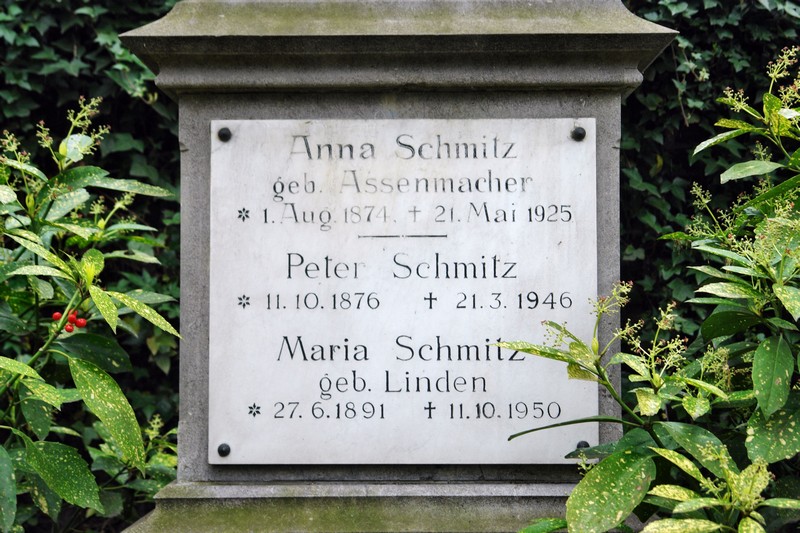 Anna Schmitz
geb. Assenmacher
* 1. Aug. 1874. † 21. Mai 1925
Peter Schmitz
* 11. 10. 1876 † 21. 3. 1946
Maria Schmitz
geb. Linden
* 27. 6. 1891 † 11. 10. 1950